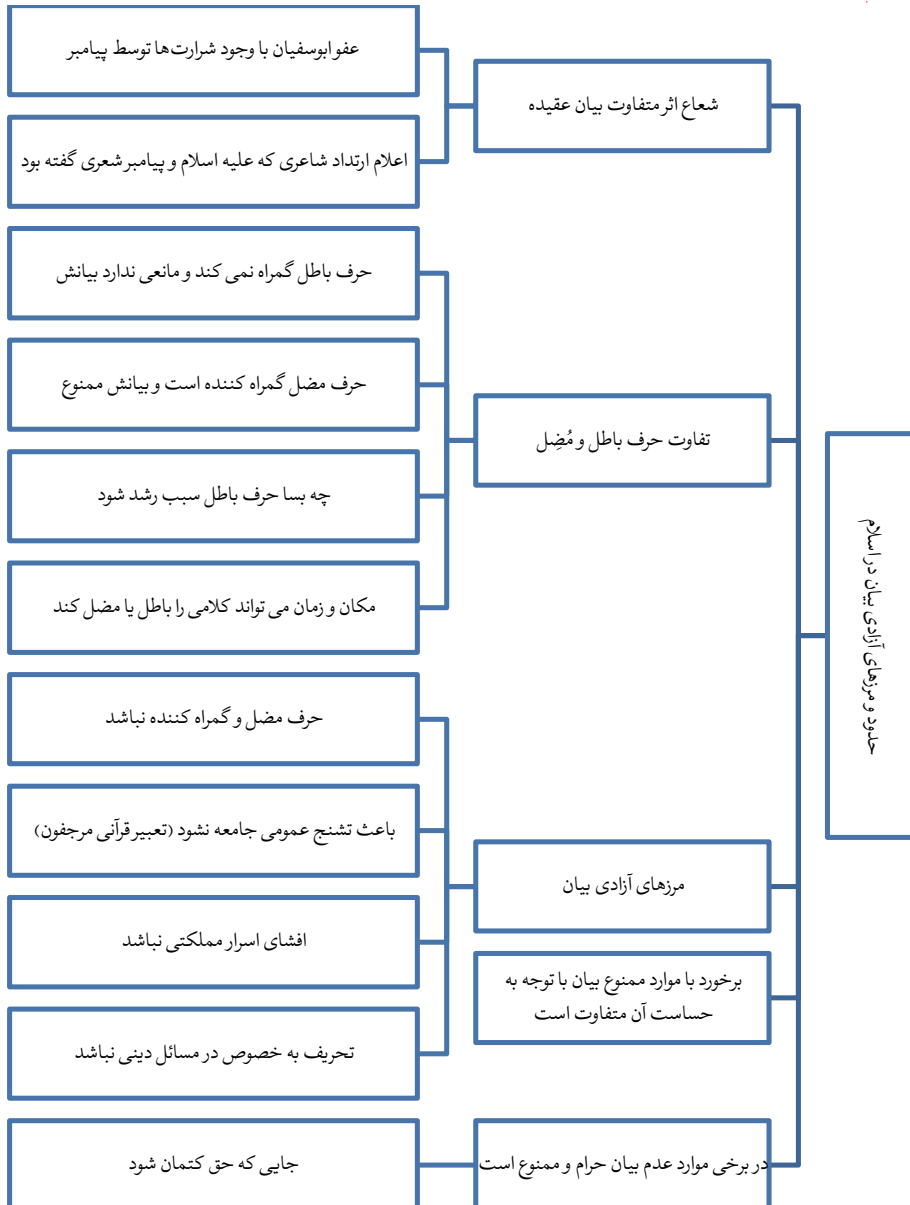 حدود و مرزهای آزادی بیان در اسلام
شعاع اثر متفاوت بیان عقیده
عفو ابوسفیان با وجود شرارت‌ها توسط پیامبر
اعلام ارتداد شاعری که علیه اسلام و پیامبر شعری گفته بود
تفاوت حرف باطل و مُضِل
حرف باطل گمراه نمی کند و مانعی ندارد بیانش
حرف مضل گمراه کننده است و بیانش ممنوع
چه بسا حرف باطل سبب رشد شود
مکان و زمان می تواند کلامی را باطل یا مضل کند
مرزهای آزادی بیان
حرف مضل و گمراه کننده نباشد
باعث تشنج عمومی جامعه نشود (تعبیر قرآنی مرجفون)
افشای اسرار مملکتی نباشد
تحریف به خصوص در مسائل دینی نباشد
برخورد با موارد ممنوع بیان با توجه به
حساست آن متفاوت است
در برخی موارد عدم بیان حرام و ممنوع است
جایی که حق کتمان شود